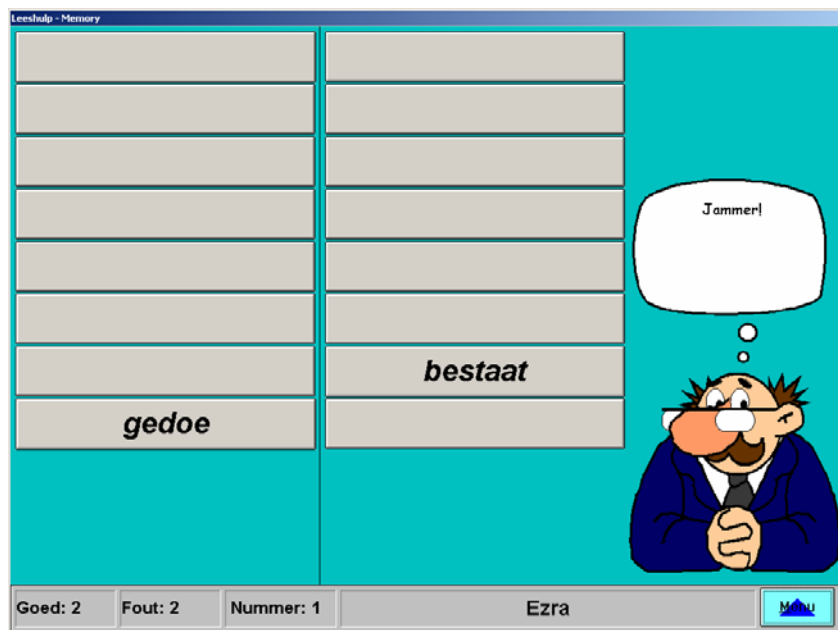 Leeshulp - Memory
Jammer!
bestaat
gedoe
Goed: 2 Fout: 2 Nummer: 1 Ezra Menu